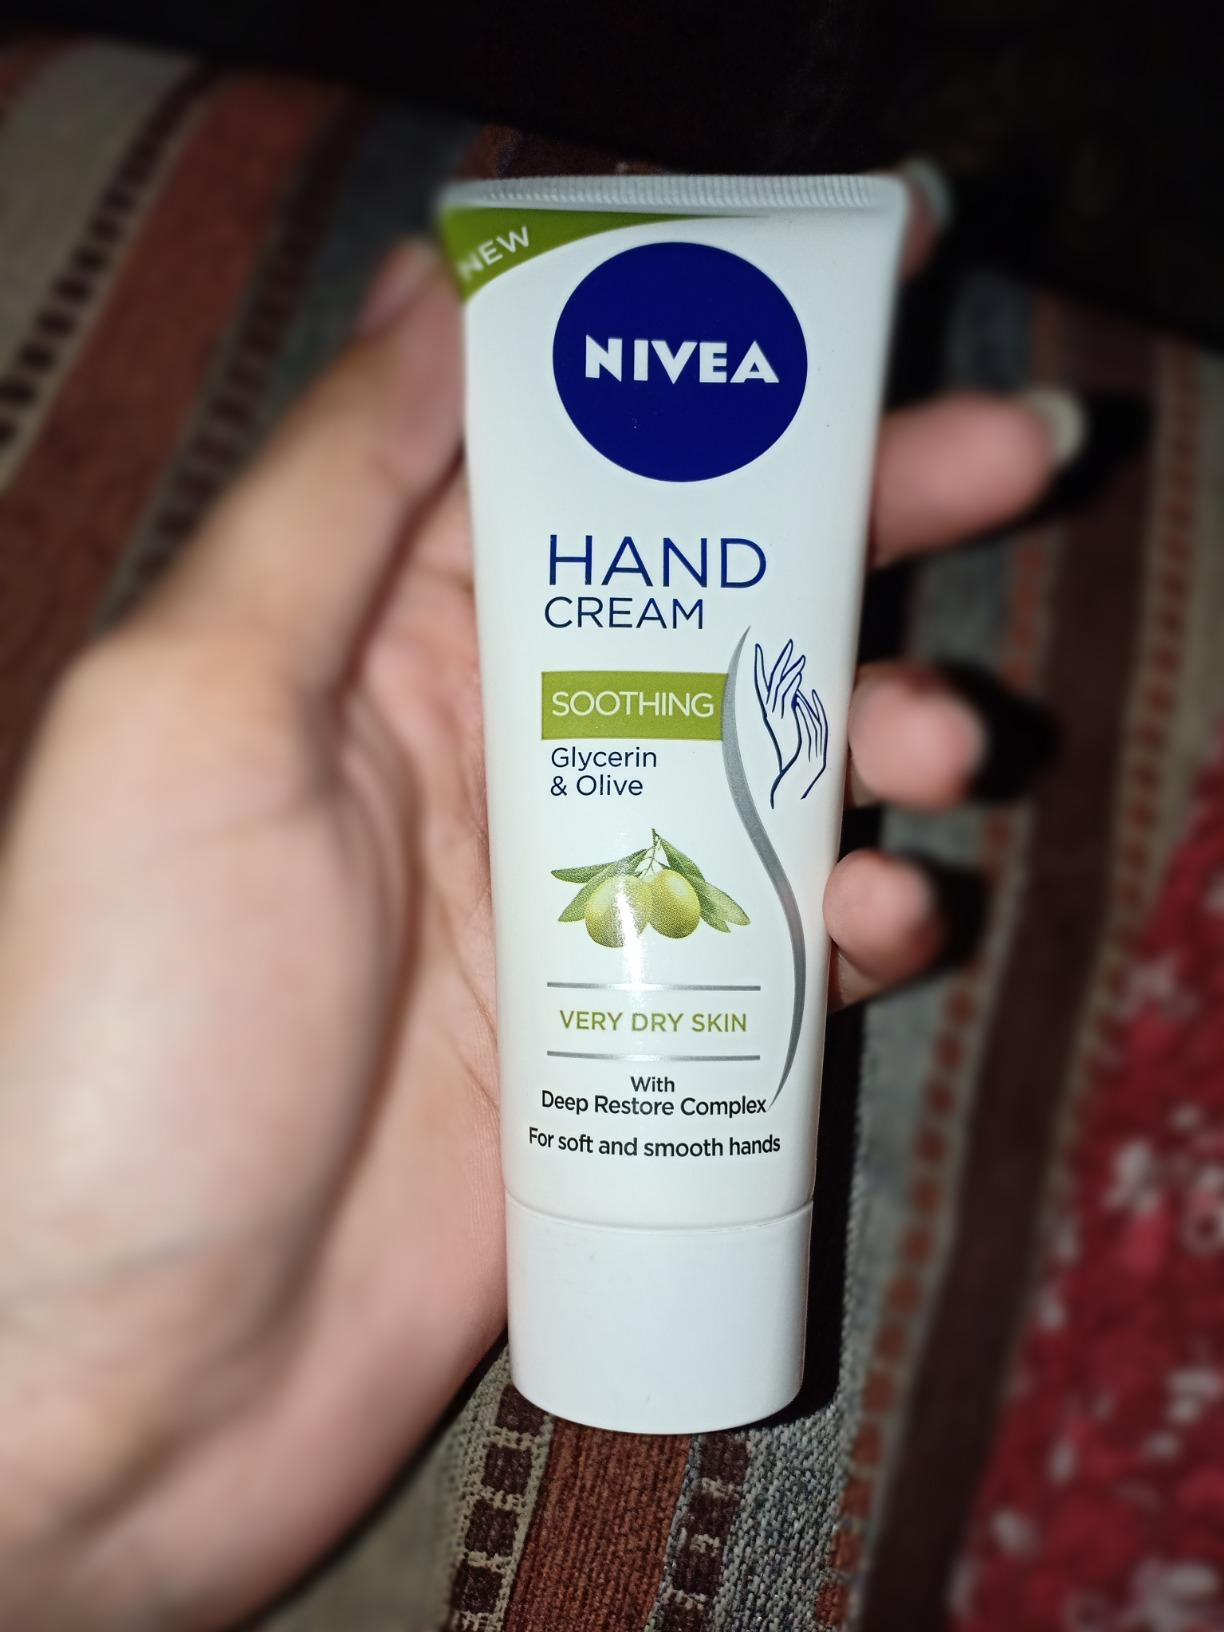 NEW
NIVEA
HAND
CREAM
SOOTHING
Glycerin
& Olive
VERY DRY SKIN
With
Deep Restore Complex
For soft and smooth hands